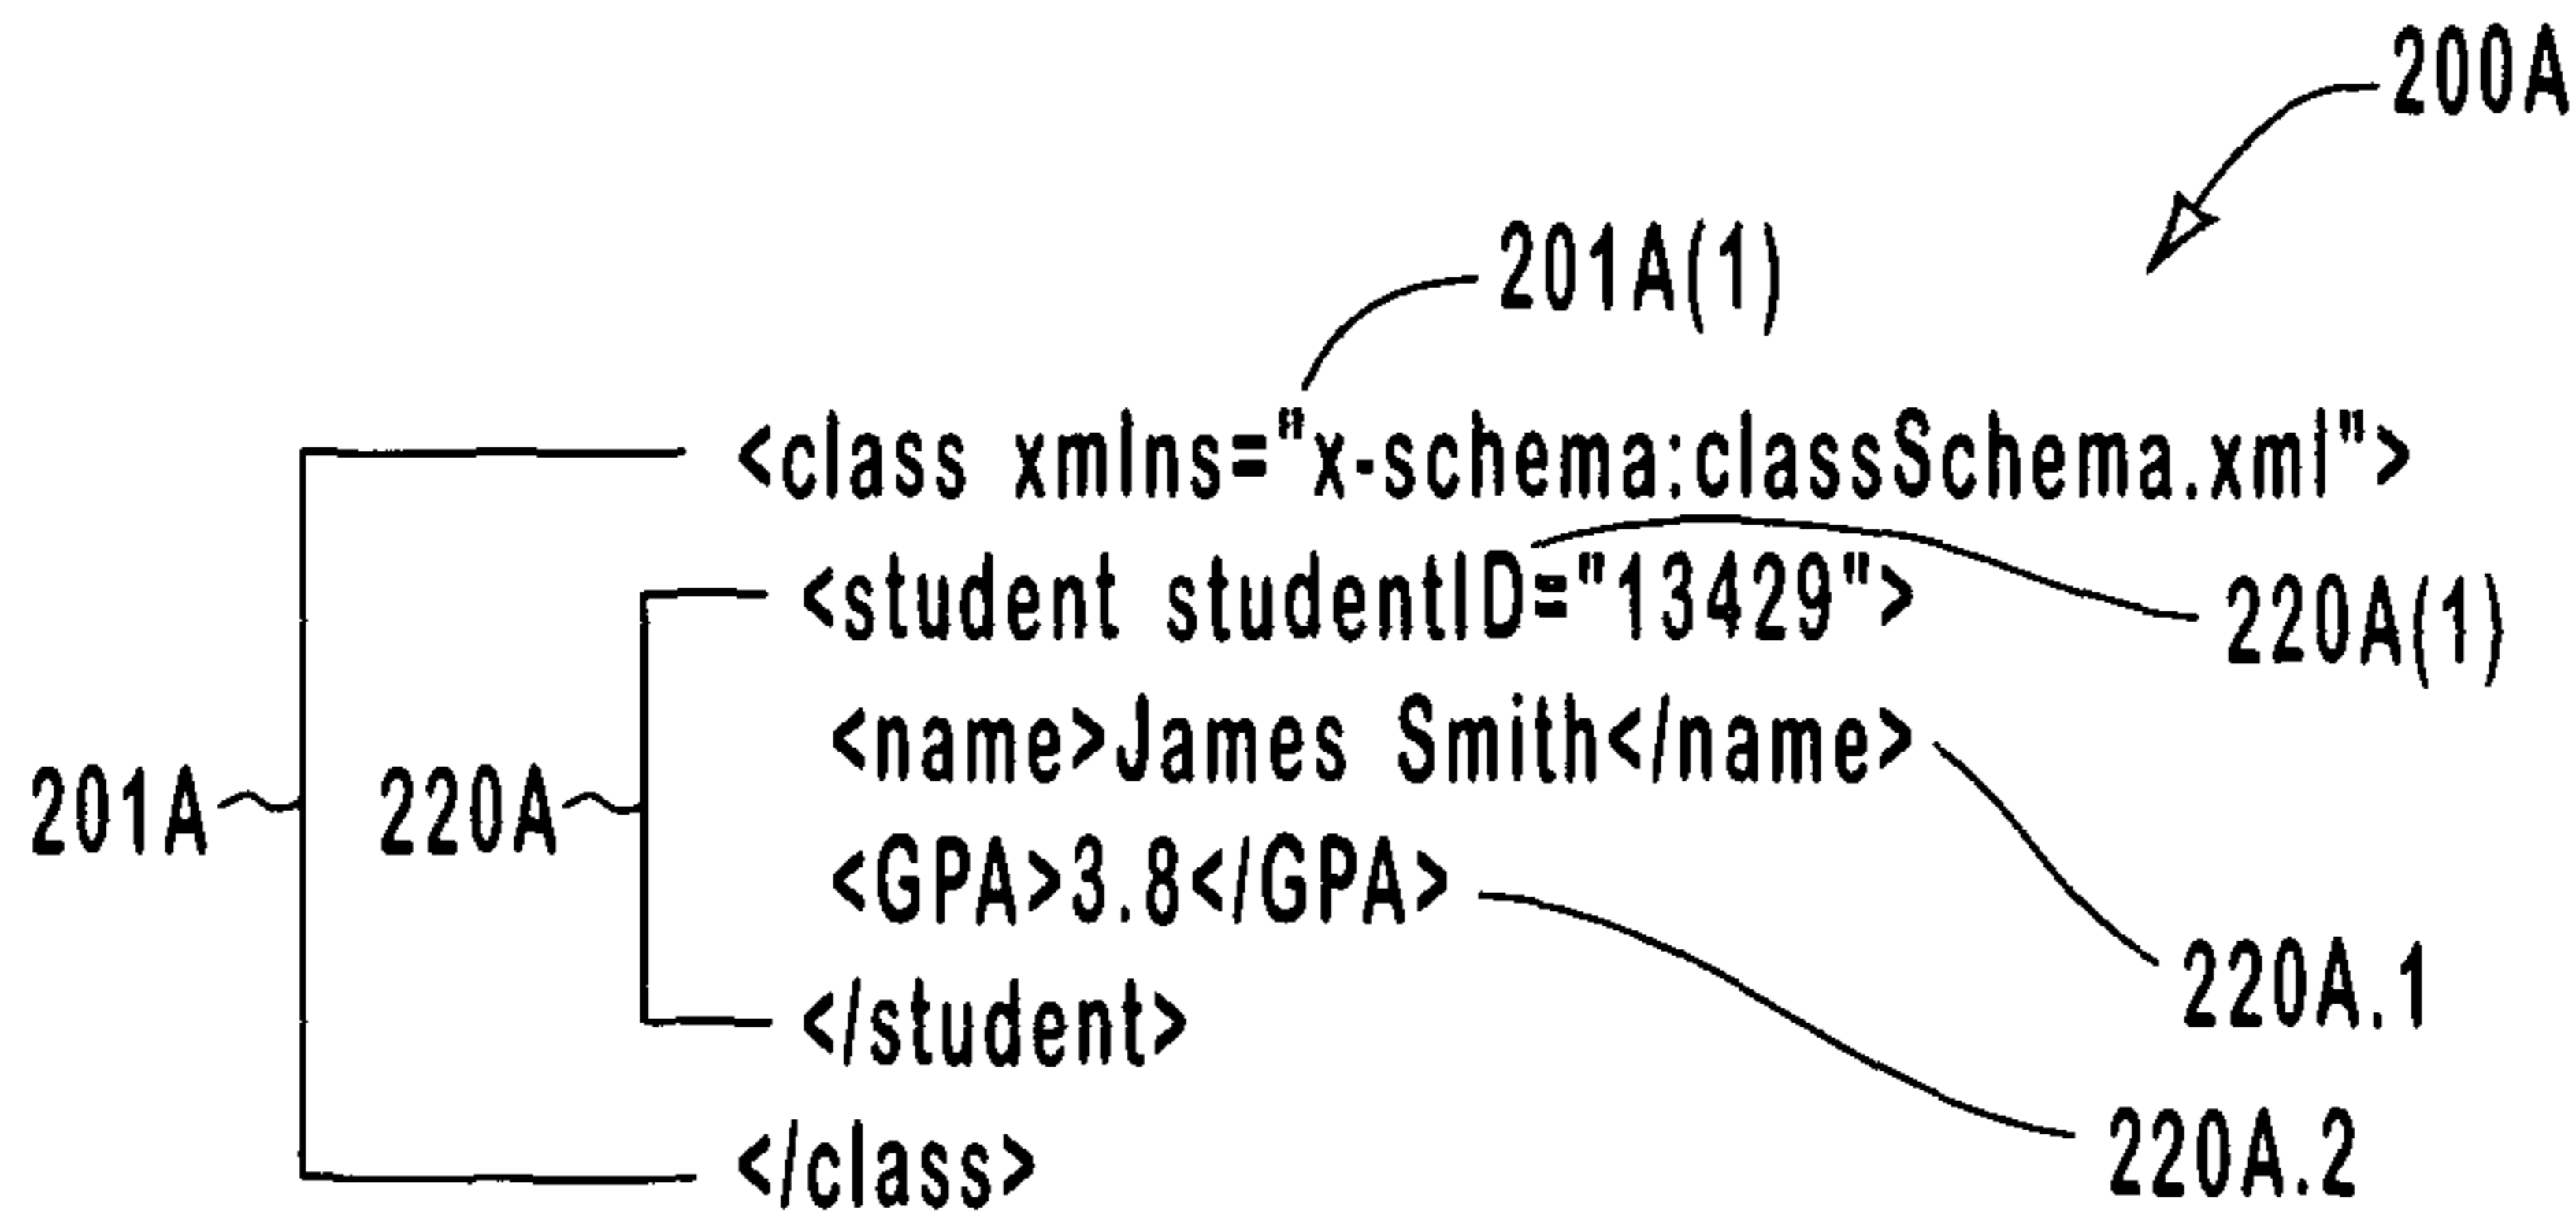 200A
201A(1)
<class xmlns="x-schema:classSchema.xml">
<student studentID="13429">
220A(1)
<name>James Smith</name>
201A 220A
<GPA>3.8</GPA>
220A.1
</student>
220A.2
</class>